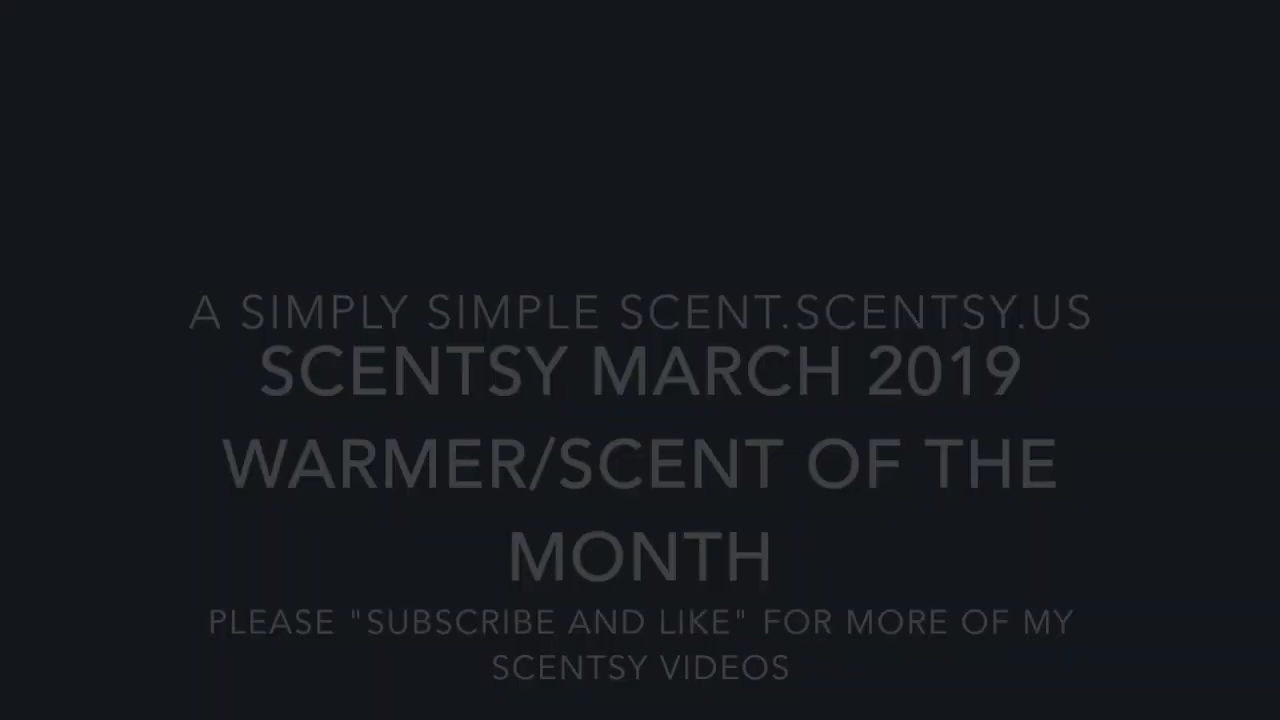 A SIMPLY SIMPLE SCENT.SCENTSY.US
SCENTSY MARCH 2019
WARMER/SCENT OF THE
MONTH
PLEASE "SUBSCRIBE AND LIKE" FOR MORE OF MY
SCENTSY VIDEOS